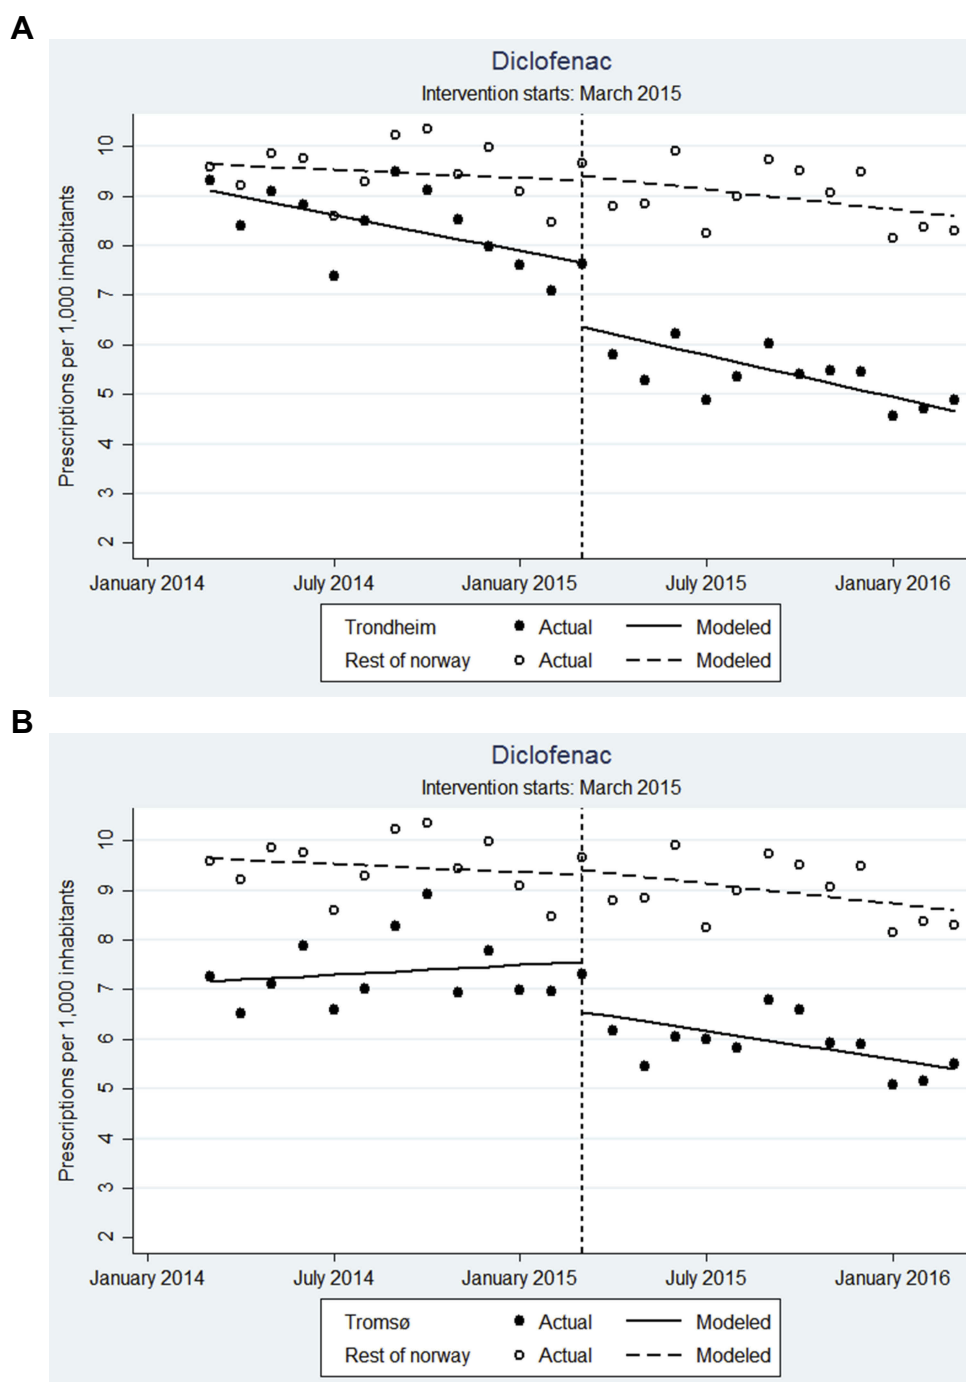 A
Diclofenac
Intervention starts: March 2015
Prescriptions per 1,000 inhabitants
10
9
8
7
6
5
4
3
2
January 2014 July 2014 January 2015 July 2015 January 2016
Trondheim Actual Modeled
Rest of norway Actual Modeled
B
Diclofenac
Intervention starts: March 2015
Prescriptions per 1,000 inhabitants
10
9
8
7
6
5
4
3
2
January 2014 July 2014 January 2015 July 2015 January 2016
Tromsø Actual Modeled
Rest of norway Actual Modeled